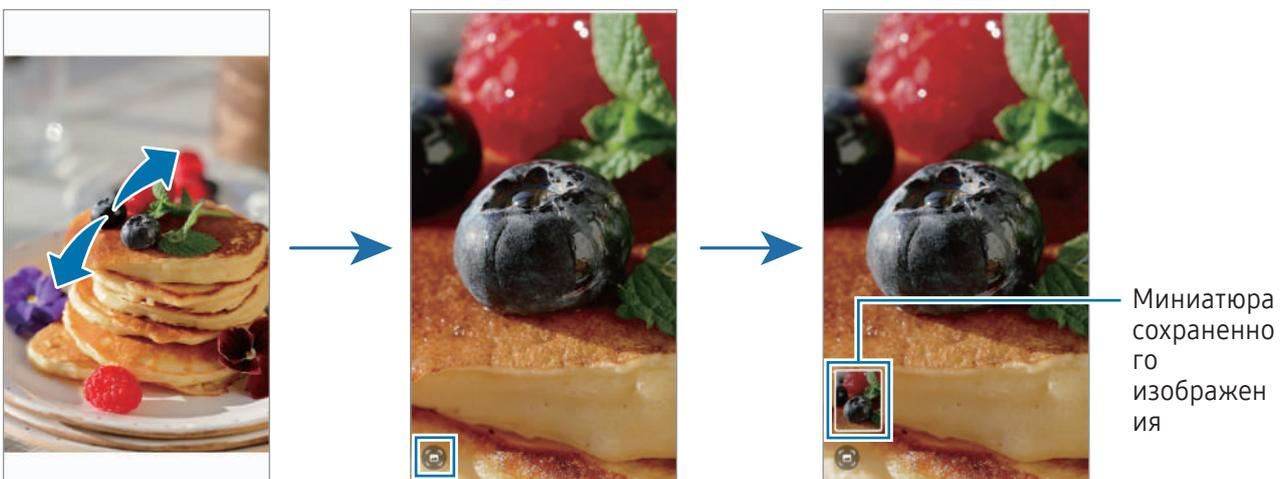 Миниатюра
сохраненно
го
изображен
ия